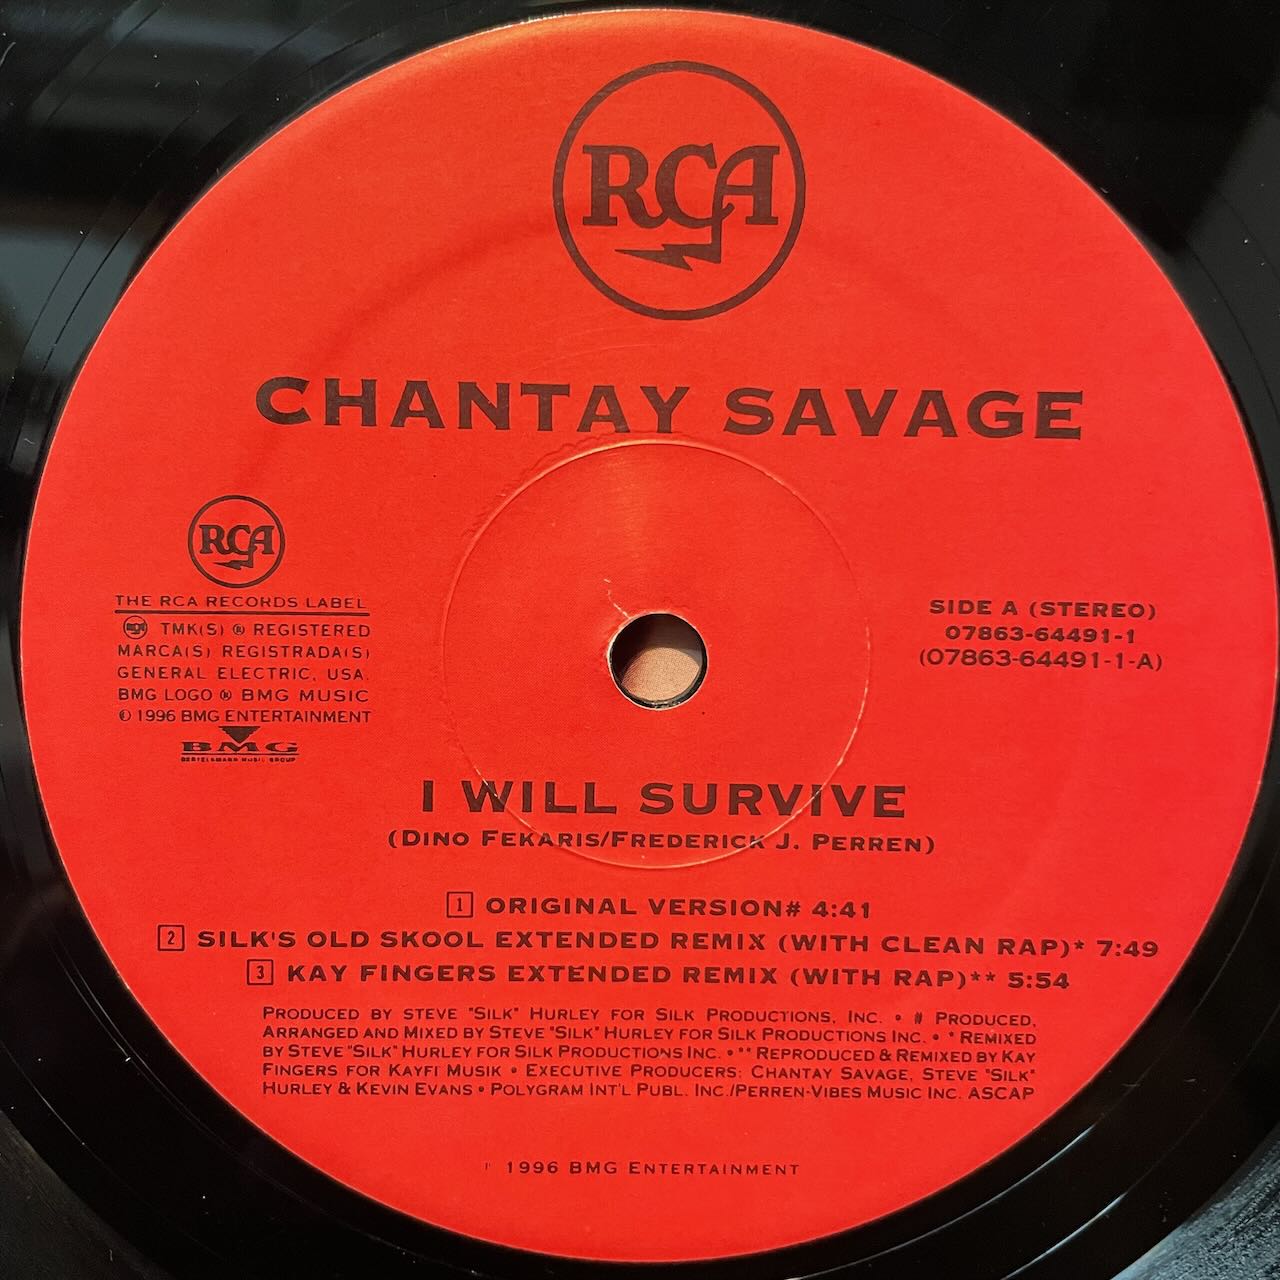 RCA
CHANTAY SAVAGE
RCA
THE RCA RECORDS LABEL
RCA TMK(S) ® REGISTERED
MARCA(S) REGISTRADA(S)
GENERAL ELECTRIC, USA.
BMG LOGO ® BMG MUSIC
© 1996 BMG ENTERTAINMENT
BMG
BERTELSMANN MUSIC GROUP
SIDE A (STEREO)
07863-64491-1
(07863-64491-1-A)
I WILL SURVIVE
(DINO FEKARIS/FREDERICK J. PERREN)
1 ORIGINAL VERSION# 4:41
2 SILK'S OLD SKOOL EXTENDED REMIX (WITH CLEAN RAP)* 7:49
3 KAY FINGERS EXTENDED REMIX (WITH RAP)** 5:54
PRODUCED BY STEVE "SILK" HURLEY FOR SILK PRODUCTIONS, INC. • # PRODUCED,
ARRANGED AND MIXED BY STEVE "SILK" HURLEY FOR SILK PRODUCTIONS INC. • * REMIXED
BY STEVE "SILK" HURLEY FOR SILK PRODUCTIONS INC. • ** REPRODUCED & REMIXED BY KAY
FINGERS FOR KAYFI MUSIK • EXECUTIVE PRODUCERS: CHANTAY SAVAGE, STEVE "SILK"
HURLEY & KEVIN EVANS • POLYGRAM INT'L PUBL. INC./PERREN-VIBES MUSIC INC. ASCAP
1996 BMG ENTERTAINMENT